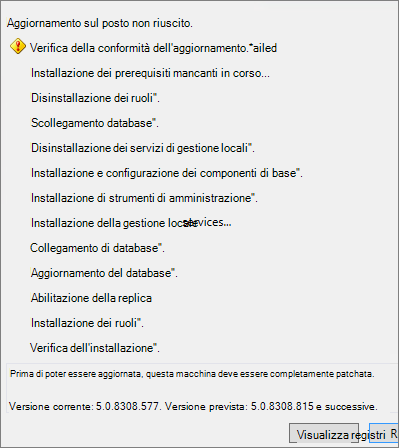 Aggiornamento sul posto non riuscito.
Verifica della conformità dell'aggiornamento.*ailed
Installazione dei prerequisiti mancanti in corso...
Disinstallazione dei ruoli".
Scollegamento database".
Disinstallazione dei servizi di gestione locali".
Installazione e configurazione dei componenti di base".
Installazione di strumenti di amministrazione".
Installazione della gestione locale services...
Collegamento di database".
Aggiornamento del database".
Abilitazione della replica
Installazione dei ruoli".
Verifica dell'installazione".
Prima di poter essere aggiornata, questa macchina deve essere completamente patchata.
Versione corrente: 5.0.8308.577. Versione prevista: 5.0.8308.815 e successive.
Visualizza registri R